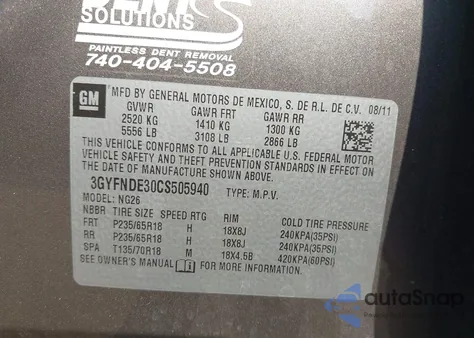 DENT
SOLUTIONS
PAINTLESS DENT REMOVAL
740-404-5508
GM
MFD BY GENERAL MOTORS DE MEXICO, S. DE R.L. DE C.V. 08/11
GVWR GAWR FRT GAWR RR
2520 KG 1410 KG 1300 KG
5556 LB 3108 LB 2866 LB
THIS VEHICLE CONFORMS TO ALL APPLICABLE U.S. FEDERAL MOTOR
VEHICLE SAFETY, BUMPER, AND THEFT PREVENTION STANDARDS IN EFFECT ON
THE DATE OF MANUFACTURE SHOWN ABOVE.
3GYFNDE30CS505940 TYPE: M.P.V.
MODEL: NG26
NBBR TIRE SIZE SPEED RTG RIM COLD TIRE PRESSURE
FRT P235/65R18 H 18X8J 240KPA(35PSI)
RR P235/65R18 H 18X8J 240KPA(35PSI)
SPA T135/70R18 M 18X4.5B 420KPA(60PSI)
SEE OWNER'S MANUAL i FOR MORE INFORMATION
autoSnap